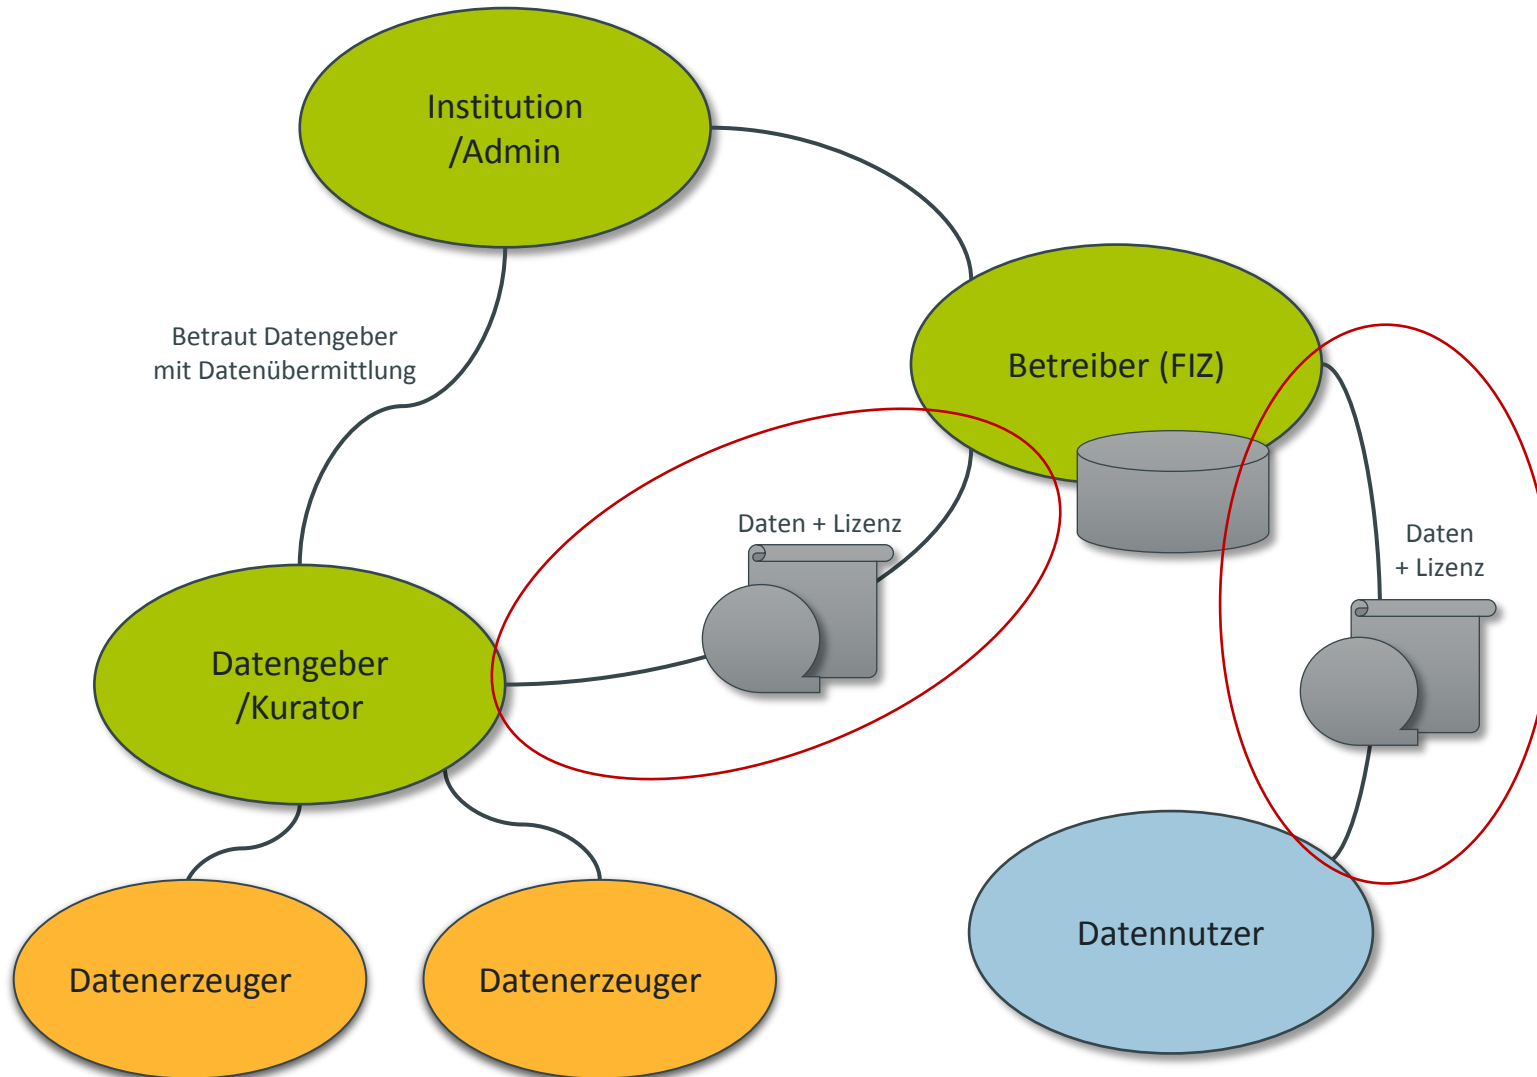 Institution
/Admin
Betreiber (FIZ)
Betraut Datengeber
mit Datenübermittlung
Daten + Lizenz
Daten
+ Lizenz
Datengeber
/Kurator
Datennutzer
Datenerzeuger
Datenerzeuger